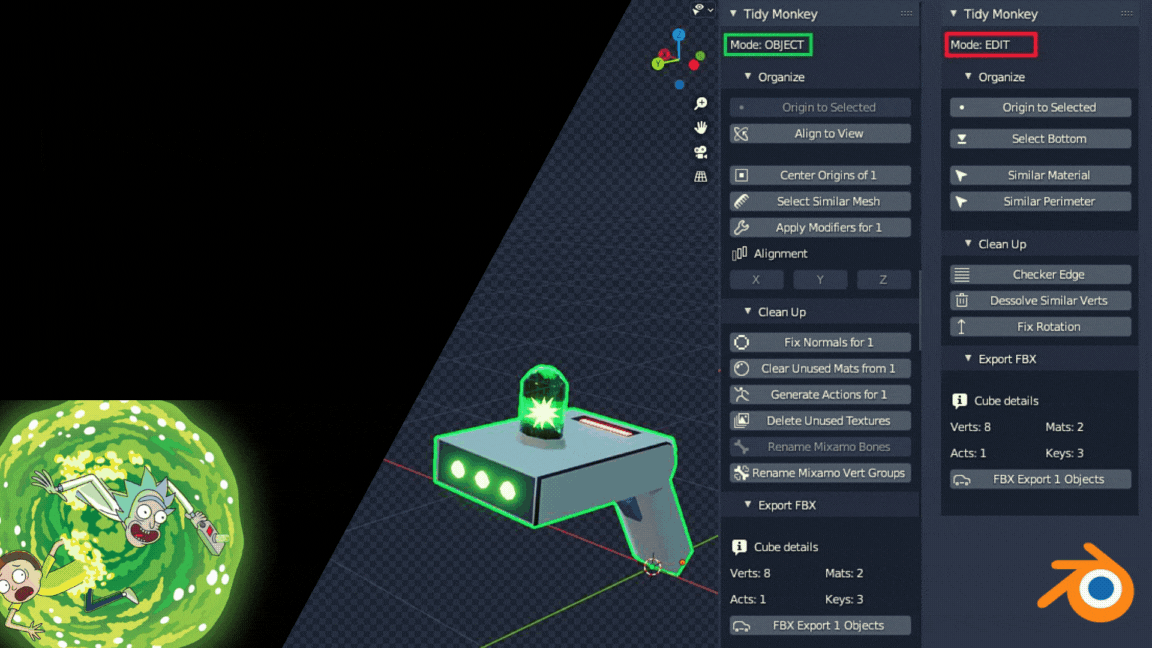 Tidy Monkey
Mode: OBJECT
Organize
Origin to Selected
Align to View
Center Origins of 1
Select Similar Mesh
Apply Modifiers for 1
Alignment
X Y Z
Clean Up
Fix Normals for 1
Clear Unused Mats from 1
Generate Actions for 1
Delete Unused Textures
Rename Mixamo Bones
Rename Mixamo Vert Groups
Export FBX
Cube details
Verts: 8 Mats: 2
Acts: 1 Keys: 3
FBX Export 1 Objects
Tidy Monkey
Mode: EDIT
Organize
Origin to Selected
Select Bottom
Similar Material
Similar Perimeter
Clean Up
Checker Edge
Dessolve Similar Verts
Fix Rotation
Export FBX
Cube details
Verts: 8 Mats: 2
Acts: 1 Keys: 3
FBX Export 1 Objects
Z
Y